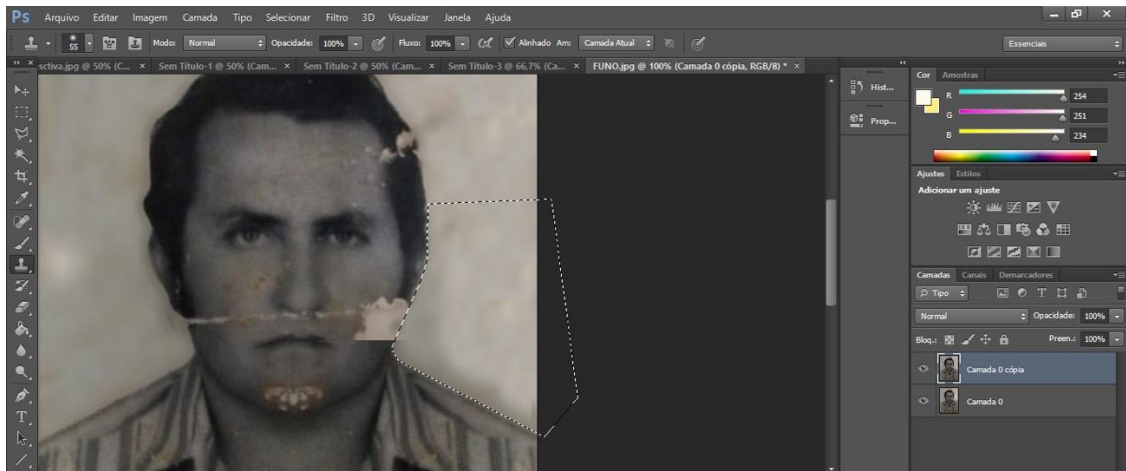 Ps Arquivo Editar Imagem Camada Tipo Selecionar Filtro 3D Visualizar Janela Ajuda
55 Modo: Normal Opacidade: 100% Fluxo: 100% Alinhado Am: Camada Atual Essenciais
sctiva.jpg @ 50% (C... × Sem Título-1 @ 50% (Cam... × Sem Título-2 @ 50% (Cam... × Sem Título-3 @ 66,7% (Ca... × FUNO.jpg @ 100% (Camada 0 cópia, RGB/8) * ×
Hist...
Prop...
Cor Amostras
R 254
G 251
B 234
Ajustes Estilos
Adicionar um ajuste
Camadas Canais Demarcadores
Tipo
Normal Opacidade: 100%
Bloq.: Preen.: 100%
Camada 0 cópia
Camada 0